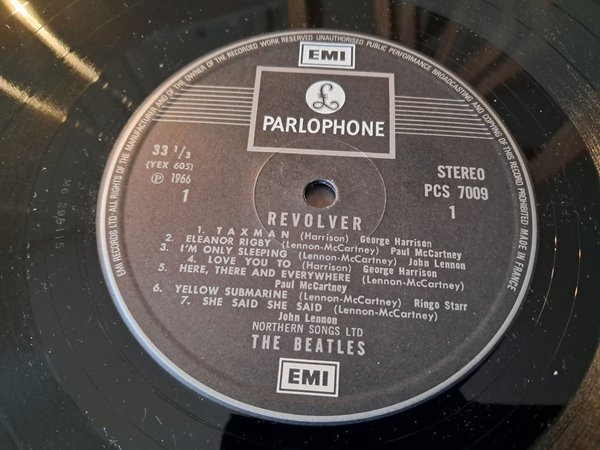 EMI RECORDS LTD ALL RIGHTS OF THE MANUFACTURER AND OF THE OWNER OF THE RECORDED WORK RESERVED UNAUTHORISED PUBLIC PERFORMANCE BROADCASTING AND COPYING OF THIS RECORD PROHIBITED MADE IN FRANCE
EMI
£
PARLOPHONE
33 1/3
(YEX 605)
℗ 1966
1
STEREO
PCS 7009
1
REVOLVER
1. TAXMAN (Harrison) George Harrison
2. ELEANOR RIGBY (Lennon-McCartney) Paul McCartney
3. I'M ONLY SLEEPING (Lennon-McCartney) John Lennon
4. LOVE YOU TO (Harrison) George Harrison
5. HERE, THERE AND EVERYWHERE (Lennon-McCartney)
Paul McCartney
6. YELLOW SUBMARINE (Lennon-McCartney) Ringo Starr
7. SHE SAID SHE SAID (Lennon-McCartney)
John Lennon
NORTHERN SONGS LTD
THE BEATLES
EMI